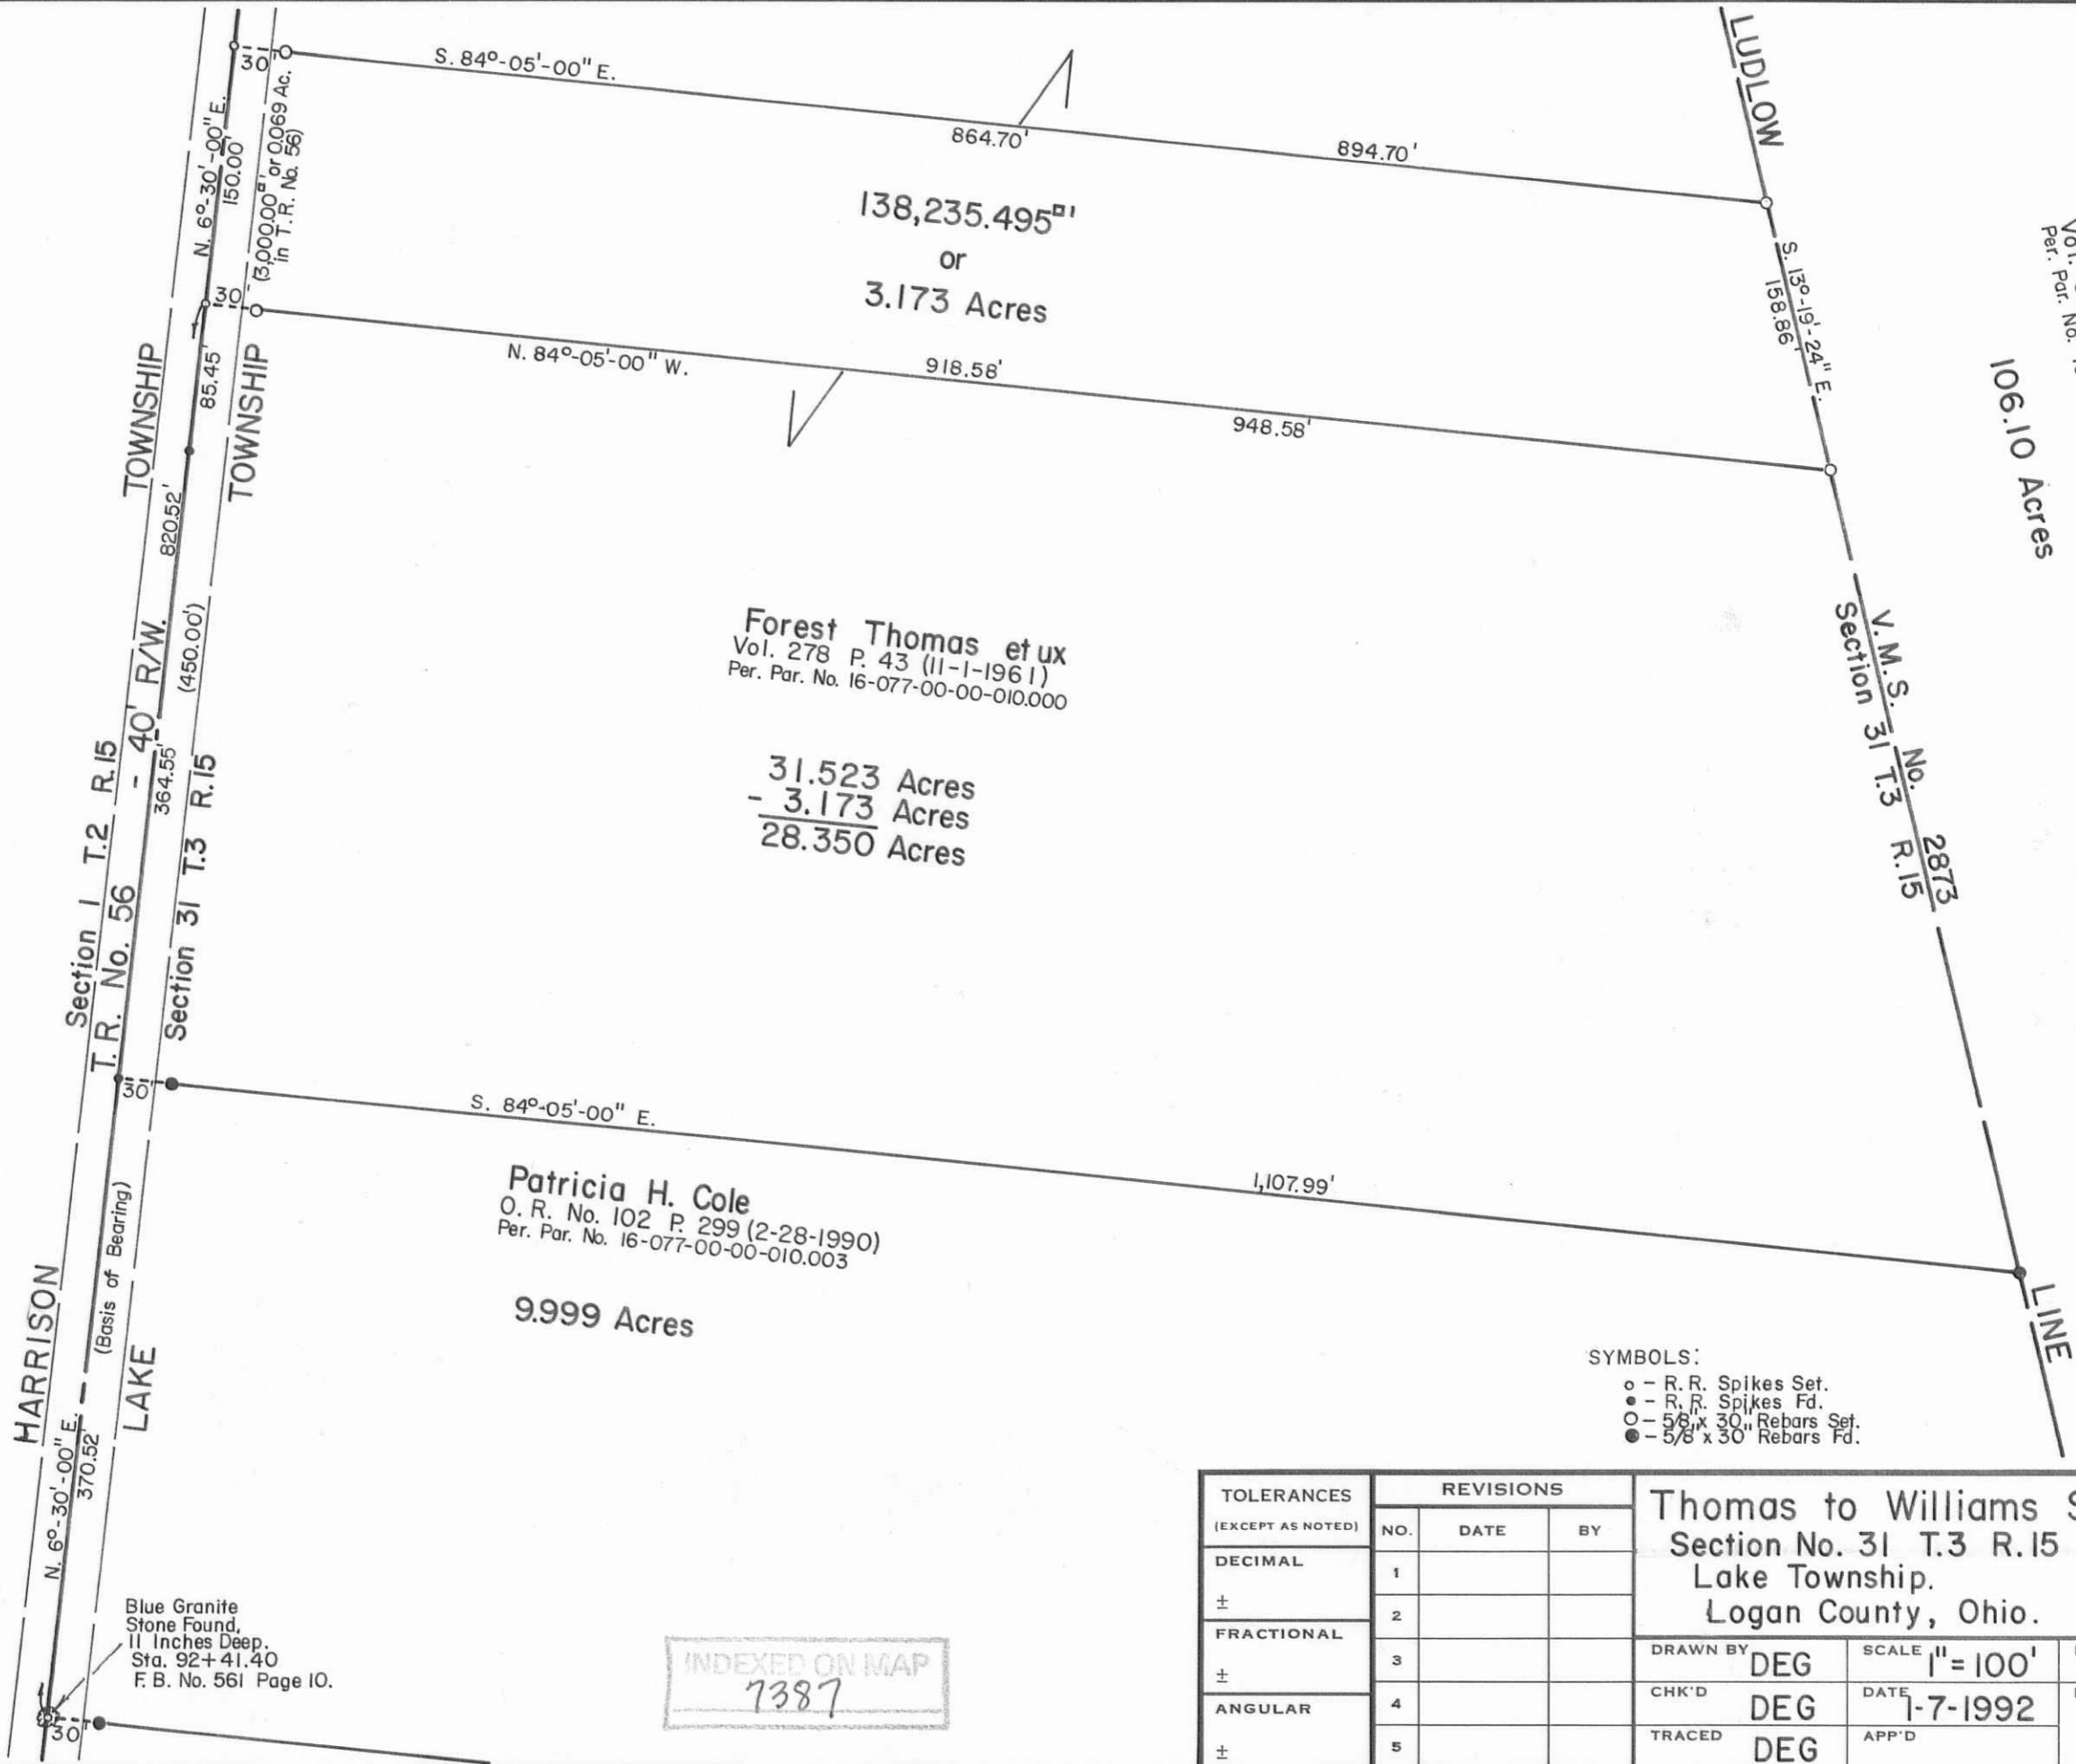 LUDLOW
30'
S. 84°-05'-00" E.
864.70'
894.70'
N. 6°-30'-00" E.
150.00'
(3,000.00□' or 0.069 Ac.
in T.R. No. 56)
138,235.495□'
or
3.173 Acres
S. 13°-19'-24" E.
158.86'
Per. Par. No.
106.10 Acres
30'
N. 84°-05'-00" W.
918.58'
948.58'
85.45'
TOWNSHIP
TOWNSHIP
820.52'
(450.00')
364.55'
Forest Thomas et ux
Vol. 278 P. 43 (11-1-1961)
Per. Par. No. 16-077-00-00-010.000
31.523 Acres
- 3.173 Acres
28.350 Acres
V. M. S. No. 2873
Section 31 T.3 R.15
Section 1 T.2 R.15
T. R. No. 56 - 40' R/W.
Section 31 T.3 R.15
30'
S. 84°-05'-00" E.
1,107.99'
Patricia H. Cole
O. R. No. 102 P. 299 (2-28-1990)
Per. Par. No. 16-077-00-00-010.003
9.999 Acres
(Basis of Bearing)
HARRISON
LAKE
N. 6°-30'-00" E.
370.52'
LINE
SYMBOLS:
o - R. R. Spikes Set.
• - R. R. Spikes Fd.
O - 5/8" x 30" Rebars Set.
● - 5/8" x 30" Rebars Fd.
Blue Granite
Stone Found,
11 Inches Deep.
Sta. 92+41.40
F. B. No. 561 Page 10.
30'
INDEXED ON MAP
7387
TOLERANCES
(EXCEPT AS NOTED)
DECIMAL
±
FRACTIONAL
±
ANGULAR
±
REVISIONS
NO. DATE BY
1
2
3
4
5
Thomas to Williams
Section No. 31 T.3 R.15
Lake Township.
Logan County, Ohio.
DRAWN BY DEG
SCALE 1" = 100'
CHK'D DEG
DATE 1-7-1992
TRACED DEG
APP'D